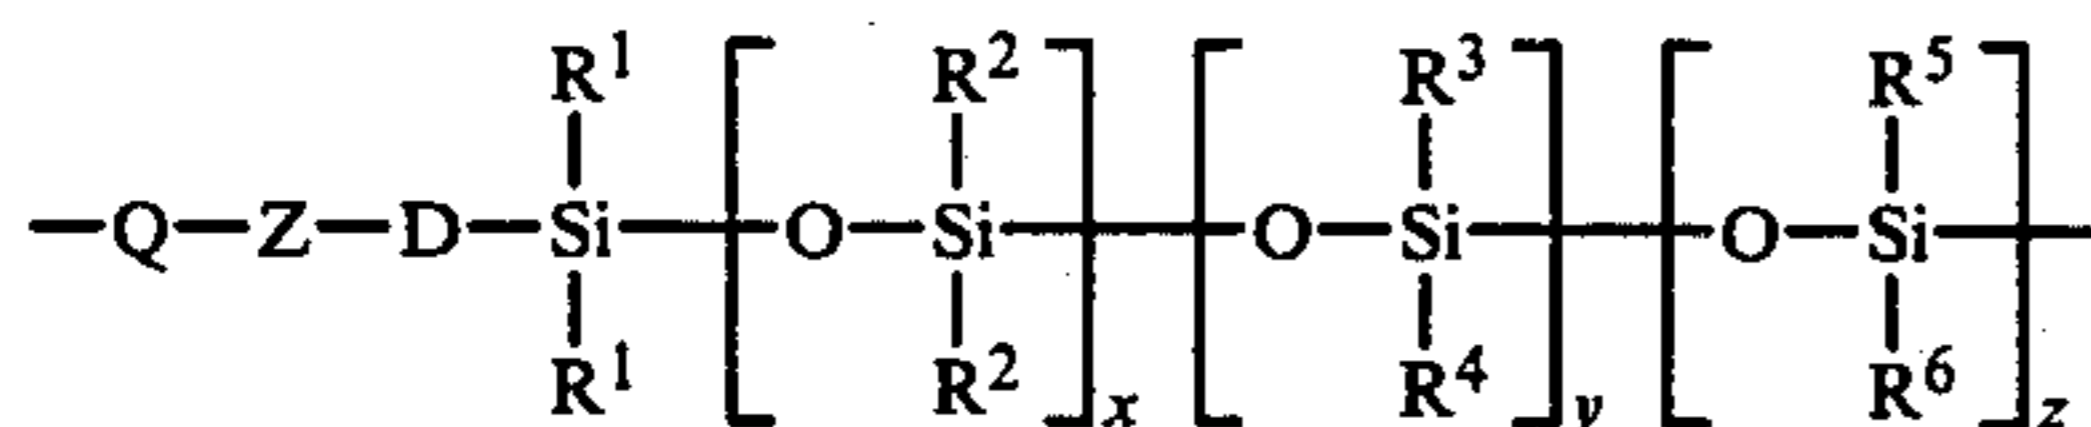 R¹ R² R³ R⁵
—Q—Z—D—Si—[O—Si—]x[O—Si—]y[O—Si—]z
R¹ R² R⁴ R⁶